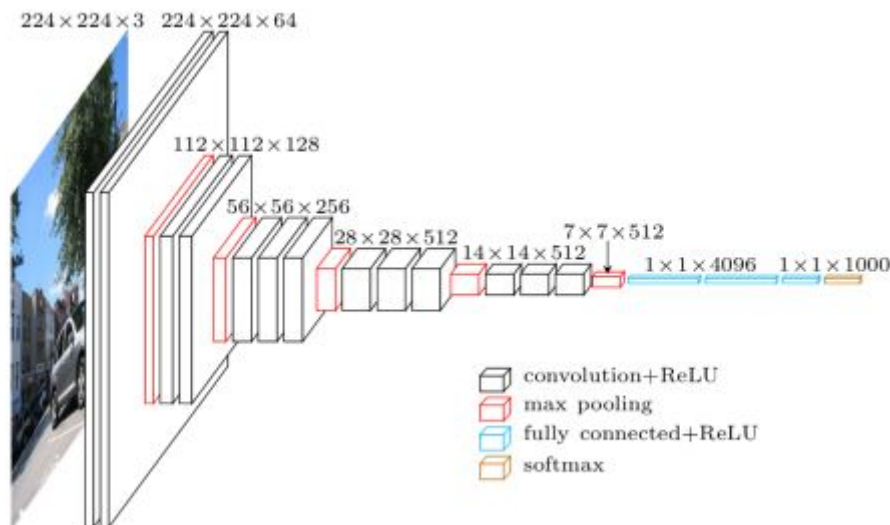 224×224×3
224×224×64
112×112×128
56×56×256
28×28×512
14×14×512
7×7×512
1×1×4096
1×1×1000
convolution+ReLU
max pooling
fully connected+ReLU
softmax